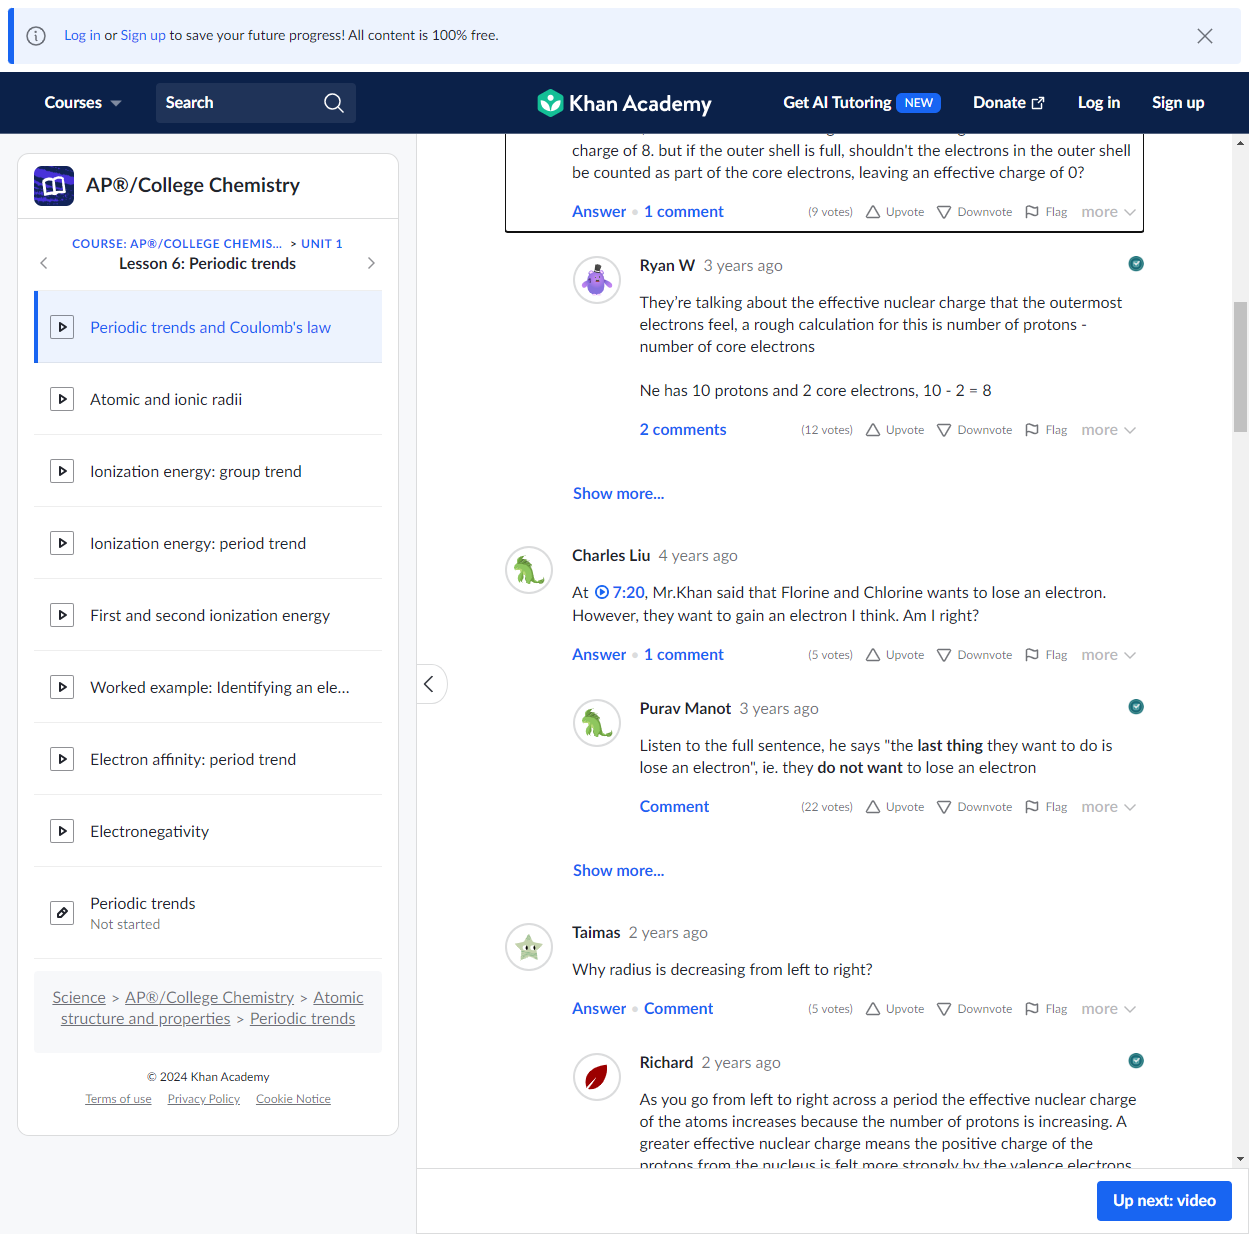 Log in or Sign up to save your future progress! All content is 100% free.
Courses
Search
Khan Academy
Get AI Tutoring NEW
Donate
Log in
Sign up
AP®/College Chemistry
COURSE: AP®/COLLEGE CHEMIS... > UNIT 1
Lesson 6: Periodic trends
Periodic trends and Coulomb's law
Atomic and ionic radii
Ionization energy: group trend
Ionization energy: period trend
First and second ionization energy
Worked example: Identifying an ele...
Electron affinity: period trend
Electronegativity
Periodic trends
Not started
Science > AP®/College Chemistry > Atomic
structure and properties > Periodic trends
© 2024 Khan Academy
Terms of use Privacy Policy Cookie Notice
charge of 8. but if the outer shell is full, shouldn't the electrons in the outer shell
be counted as part of the core electrons, leaving an effective charge of 0?
Answer • 1 comment (9 votes) Upvote Downvote Flag more
Ryan W 3 years ago
They’re talking about the effective nuclear charge that the outermost
electrons feel, a rough calculation for this is number of protons -
number of core electrons
Ne has 10 protons and 2 core electrons, 10 - 2 = 8
2 comments (12 votes) Upvote Downvote Flag more
Show more...
Charles Liu 4 years ago
At 7:20, Mr.Khan said that Florine and Chlorine wants to lose an electron.
However, they want to gain an electron I think. Am I right?
Answer • 1 comment (5 votes) Upvote Downvote Flag more
Purav Manot 3 years ago
Listen to the full sentence, he says "the last thing they want to do is
lose an electron", ie. they do not want to lose an electron
Comment (22 votes) Upvote Downvote Flag more
Show more...
Taimas 2 years ago
Why radius is decreasing from left to right?
Answer • Comment (5 votes) Upvote Downvote Flag more
Richard 2 years ago
As you go from left to right across a period the effective nuclear charge
of the atoms increases because the number of protons is increasing. A
greater effective nuclear charge means the positive charge of the
protons from the nucleus is felt more strongly by the valence electrons
Up next: video